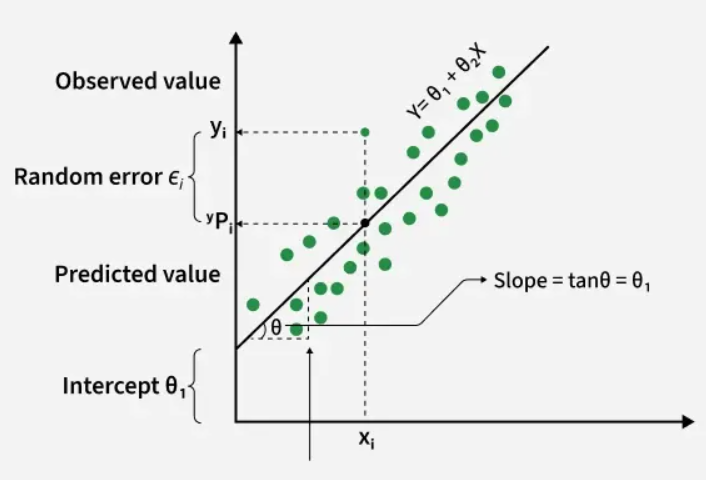 Observed value
Y= θ₁ + θ₂X
yᵢ
Random error ϵᵢ
ʸPᵢ
Predicted value
Slope = tanθ = θ₁
θ
Intercept θ₁
xᵢ